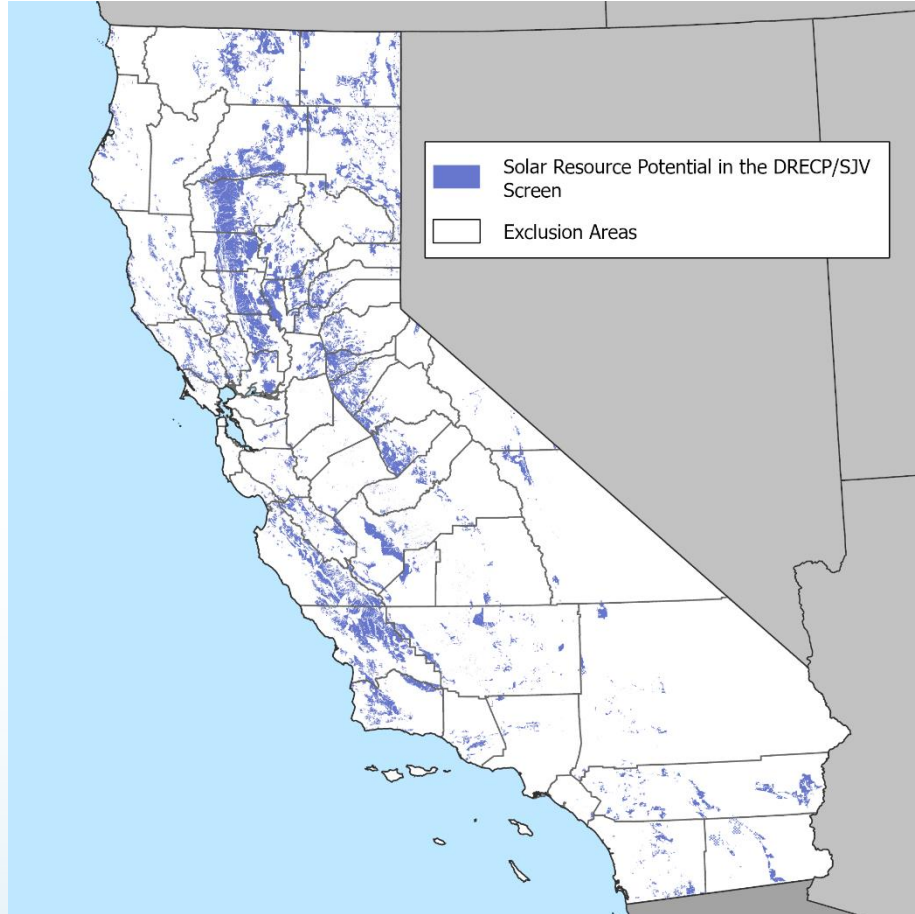 Solar Resource Potential in the DRECP/SJV
Screen
Exclusion Areas